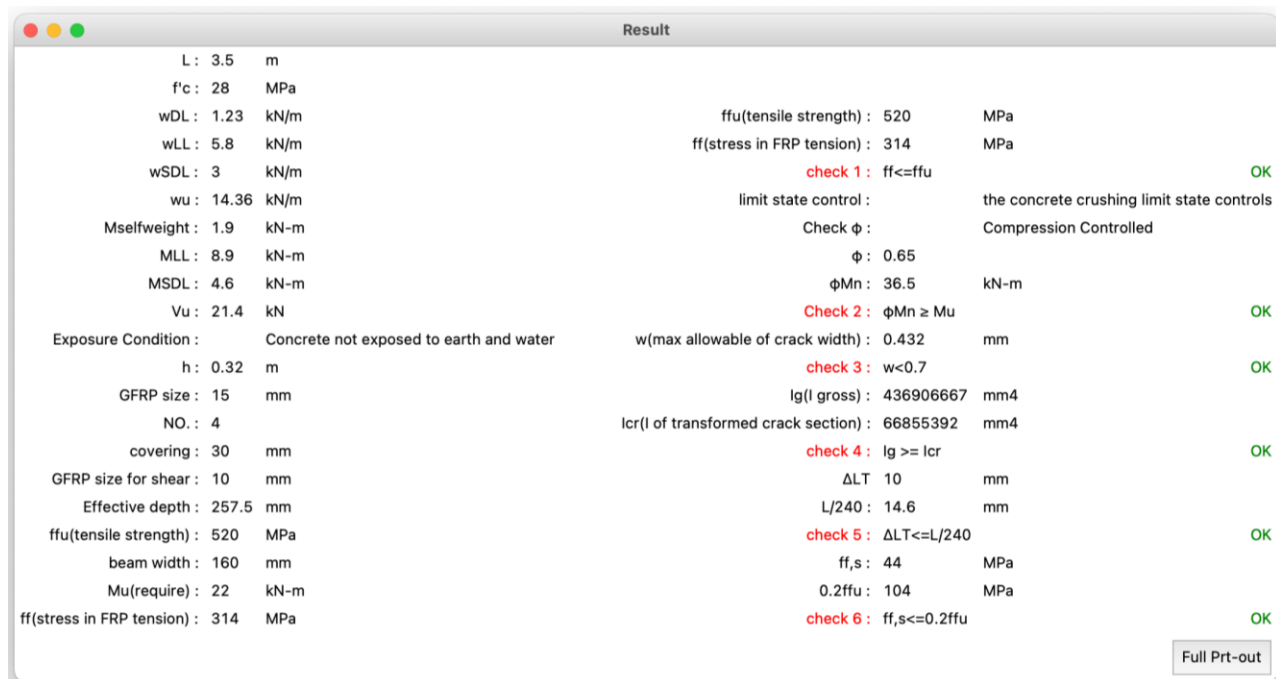 Result
L : 3.5 m
f'c : 28 MPa
wDL : 1.23 kN/m
wLL : 5.8 kN/m
wSDL : 3 kN/m
wu : 14.36 kN/m
Mselfweight : 1.9 kN-m
MLL : 8.9 kN-m
MSDL : 4.6 kN-m
Vu : 21.4 kN
Exposure Condition : Concrete not exposed to earth and water
h : 0.32 m
GFRP size : 15 mm
NO. : 4
covering : 30 mm
GFRP size for shear : 10 mm
Effective depth : 257.5 mm
ffu(tensile strength) : 520 MPa
beam width : 160 mm
Mu(require) : 22 kN-m
ff(stress in FRP tension) : 314 MPa
ffu(tensile strength) : 520 MPa
ff(stress in FRP tension) : 314 MPa
check 1 : ff<=ffu OK
limit state control : the concrete crushing limit state controls
Check ϕ : Compression Controlled
ϕ : 0.65
ϕMn : 36.5 kN-m
Check 2 : ϕMn ≥ Mu OK
w(max allowable of crack width) : 0.432 mm
check 3 : w<0.7 OK
Ig(I gross) : 436906667 mm4
Icr(I of transformed crack section) : 66855392 mm4
check 4 : Ig >= Icr OK
ΔLT 10 mm
L/240 : 14.6 mm
check 5 : ΔLT<=L/240 OK
ff,s : 44 MPa
0.2ffu : 104 MPa
check 6 : ff,s<=0.2ffu OK
Full Prt-out